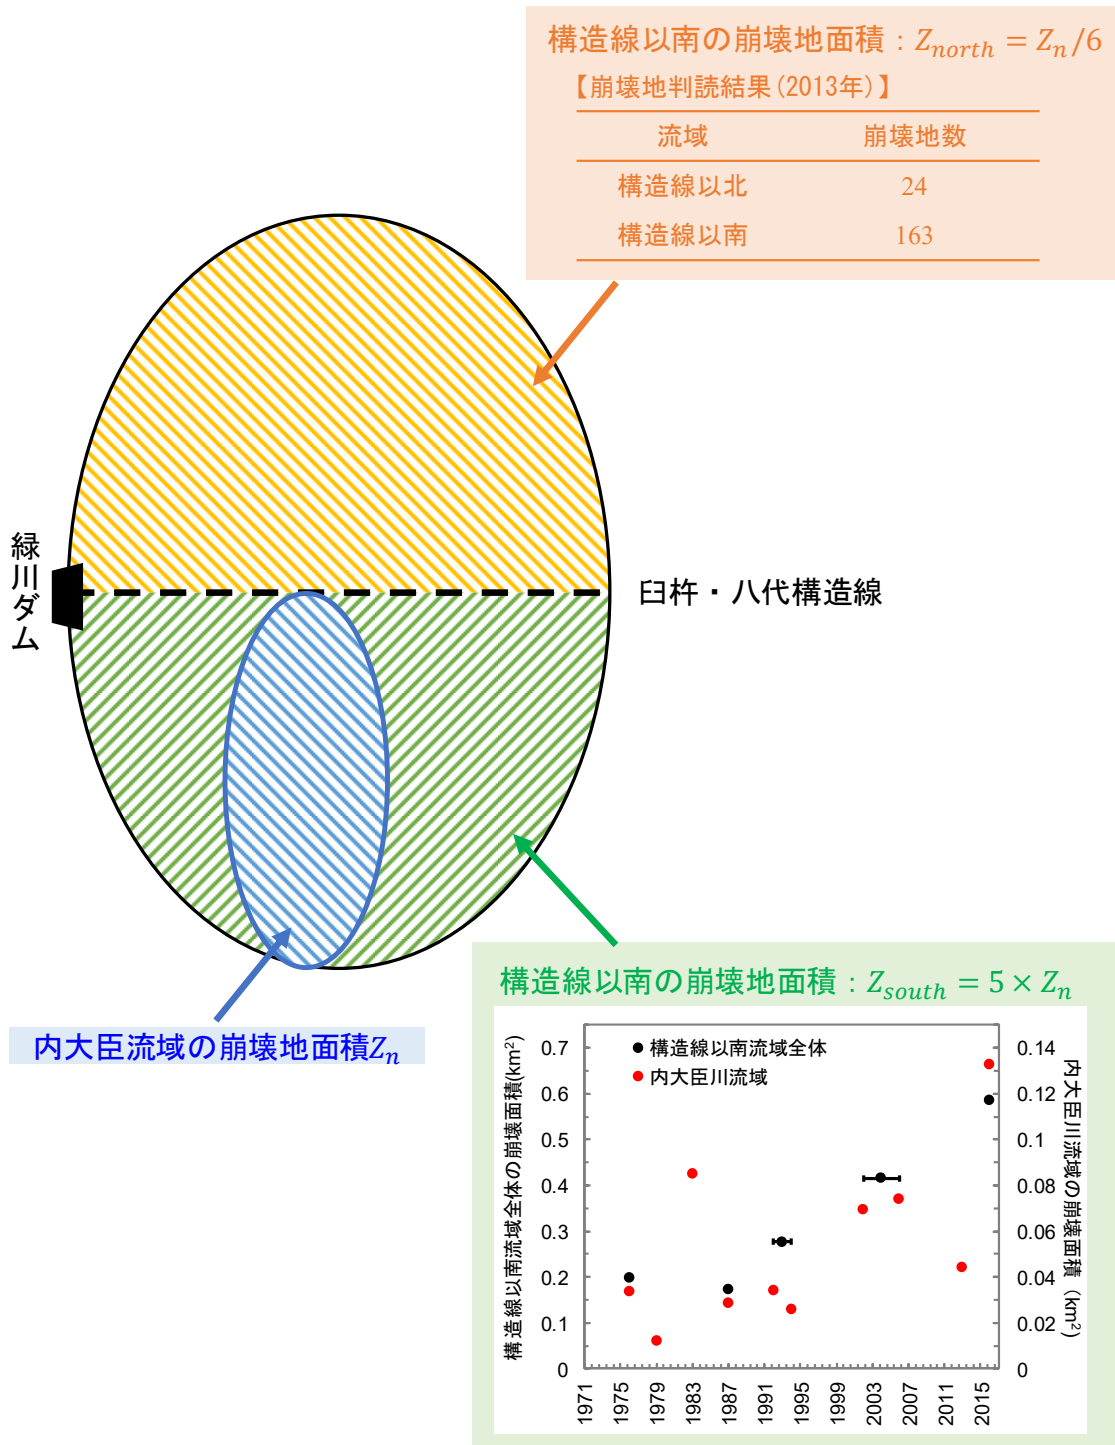 構造線以南の崩壊地面積：Z_north = Z_n/6
【崩壊地判読結果(2013年)】
流域 崩壊地数
構造線以北 24
構造線以南 163
緑川ダム
臼杵・八代構造線
構造線以南の崩壊地面積：Z_south = 5 × Z_n
内大臣流域の崩壊地面積Z_n
構造線以南流域全体の崩壊面積(km²)
0.7
0.6
0.5
0.4
0.3
0.2
0.1
0
構造線以南流域全体
内大臣川流域
0.14
0.12
0.1
0.08
0.06
0.04
0.02
0
内大臣川流域の崩壊面積（km²)
1971 1975 1979 1983 1987 1991 1995 1999 2003 2007 2011 2015